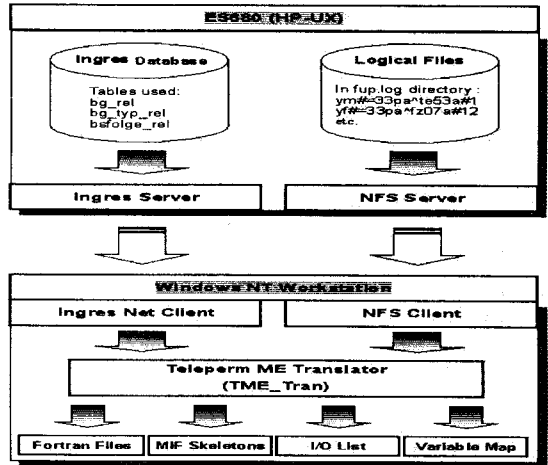 ES680 (HP-UX)
Ingres Database
Tables used:
bg_rel
bg_typ_rel
bsfolge_rel
Logical Files
In fup.log directory :
ym#=33pa^te53a#1
yf#=33pa^fz07a#12
etc.
Ingres Server
NFS Server
Windows NT Workstation
Ingres Net Client
NFS Client
Teleperm ME Translator
(TME_Tran)
Fortran Files
MIF Skeletons
I/O List
Variable Map